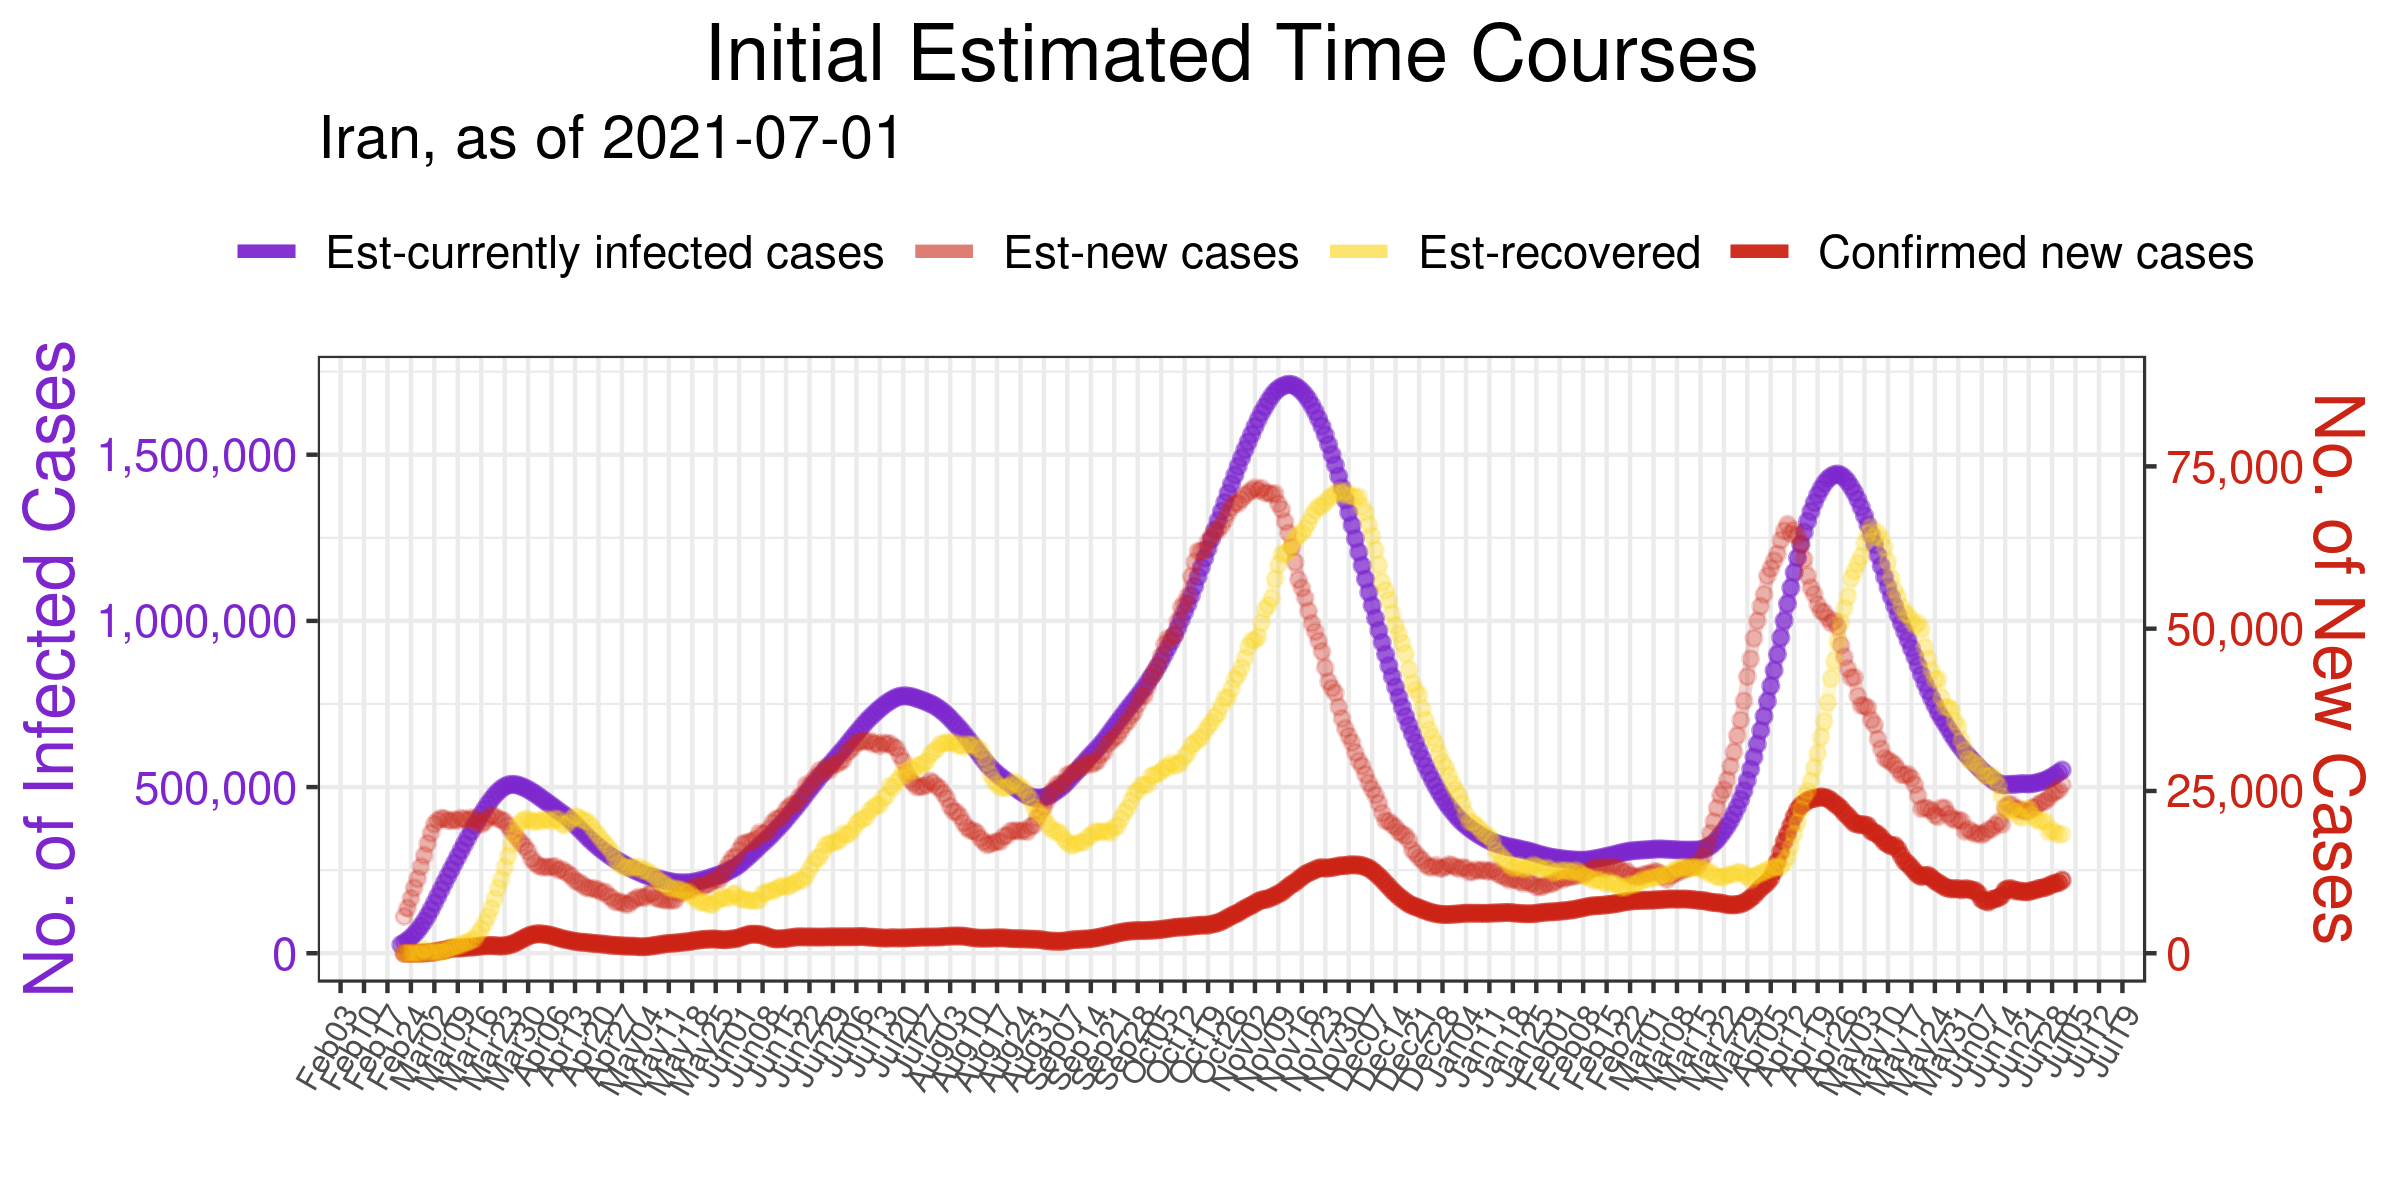 Initial Estimated Time Courses
Iran, as of 2021-07-01
Est-currently infected cases Est-new cases Est-recovered Confirmed new cases
No. of Infected Cases
1,500,000
1,000,000
500,000
0
75,000
50,000
25,000
0
No. of New Cases
Feb03 Feb10 Feb17 Feb24 Mar02 Mar09 Mar16 Mar23 Mar30 Apr06 Apr13 Apr20 Apr27 May04 May11 May18 May25 Jun01 Jun08 Jun15 Jun22 Jun29 Jul06 Jul13 Jul20 Jul27 Aug03 Aug10 Aug17 Aug24 Aug31 Sep07 Sep14 Sep21 Sep28 Oct05 Oct12 Oct19 Oct26 Nov02 Nov09 Nov16 Nov23 Nov30 Dec07 Dec14 Dec21 Dec28 Jan04 Jan11 Jan18 Jan25 Feb01 Feb08 Feb15 Feb22 Mar01 Mar08 Mar15 Mar22 Mar29 Apr05 Apr12 Apr19 Apr26 May03 May10 May17 May24 May31 Jun07 Jun14 Jun21 Jun28 Jul05 Jul12 Jul19